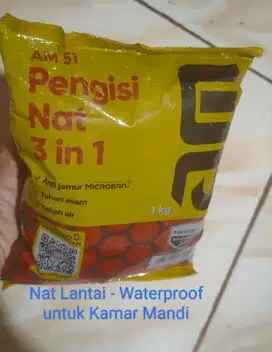 AM 51
Pengisi
Nat
3 in 1
Anti jamur MICROBAN
Tahan asam
Tahan air
1 kg
Nat Lantai - Waterproof
untuk Kamar Mandi